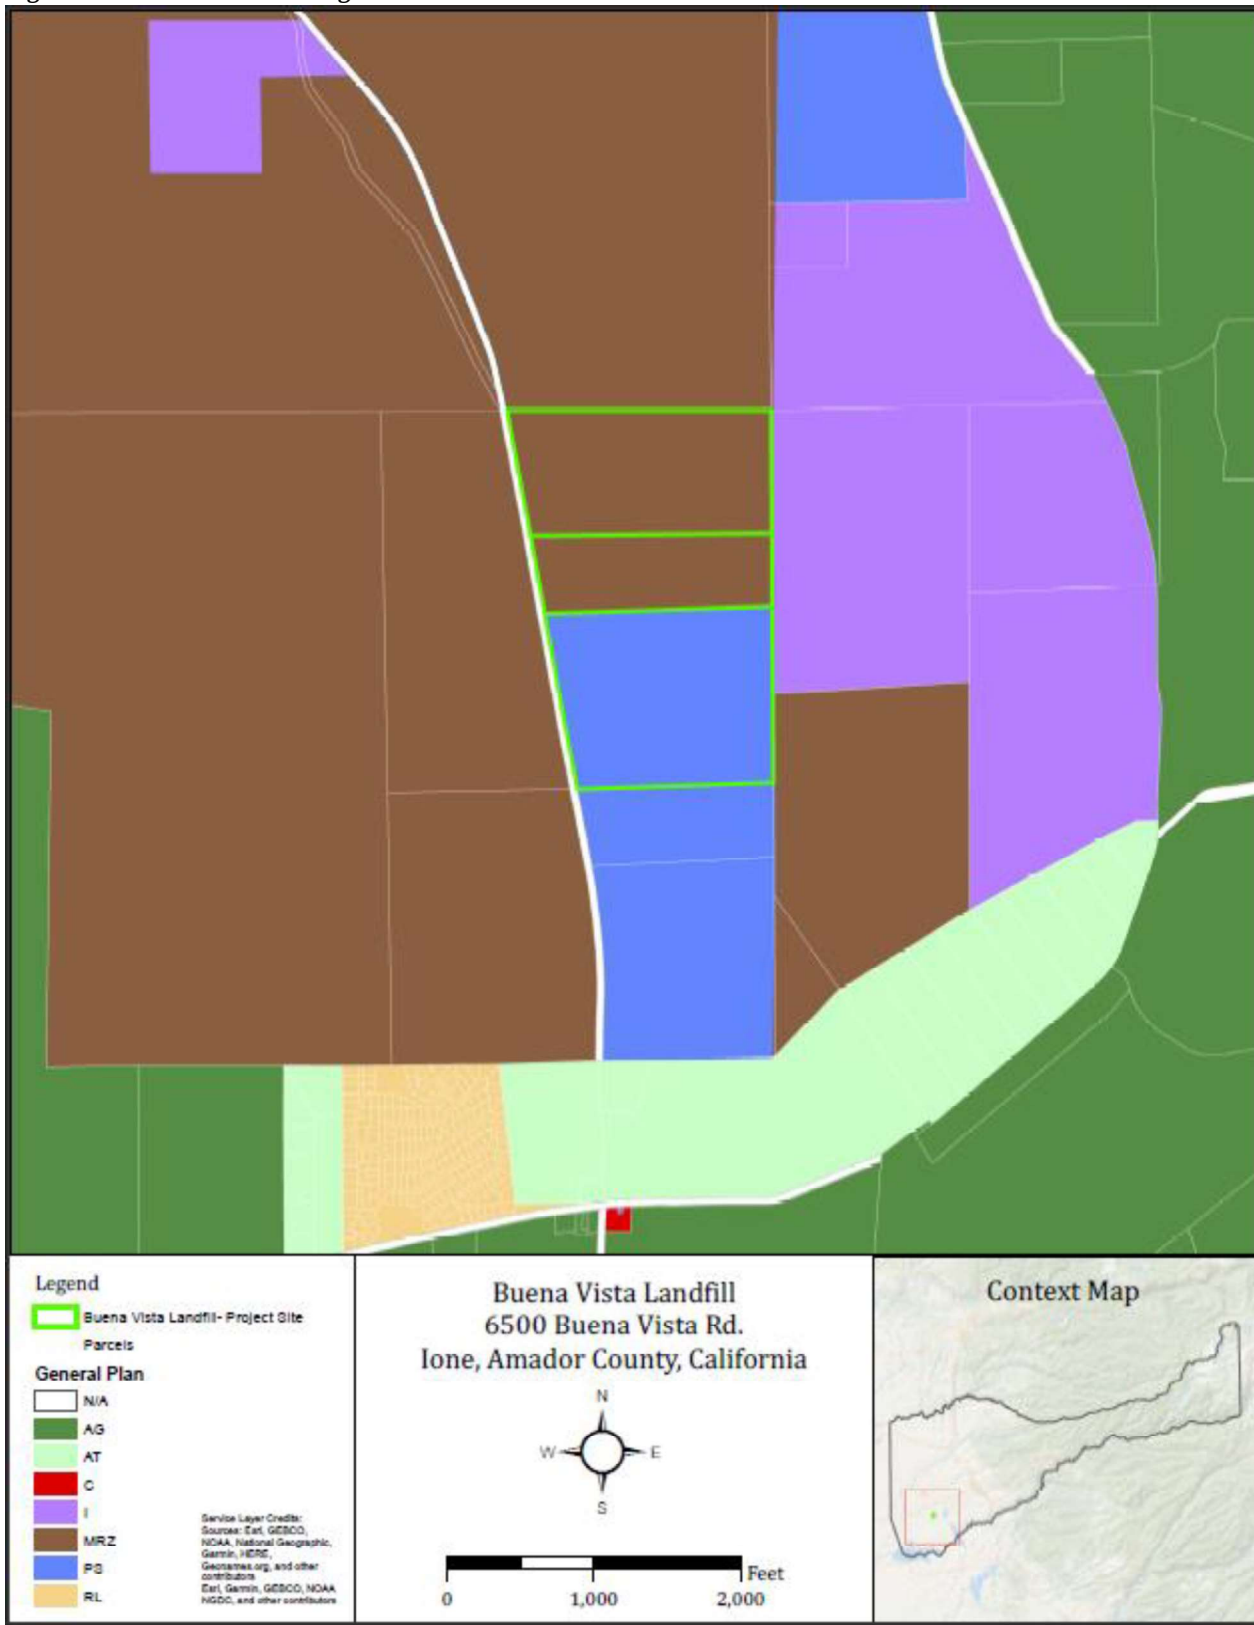 Legend
Buena Vista Landfill- Project Site
Parcels
General Plan
N/A
AG
AT
C
I
MRZ
PS
RL
Service Layer Credits:
Sources: Esri, GEBCO,
NOAA, National Geographic,
Garmin, HERE,
Geonames.org, and other
contributors
Esri, Garmin, GEBCO, NOAA
NGDC, and other contributors
Buena Vista Landfill
6500 Buena Vista Rd.
Ione, Amador County, California
N
W
E
S
Feet
0
1,000
2,000
Context Map